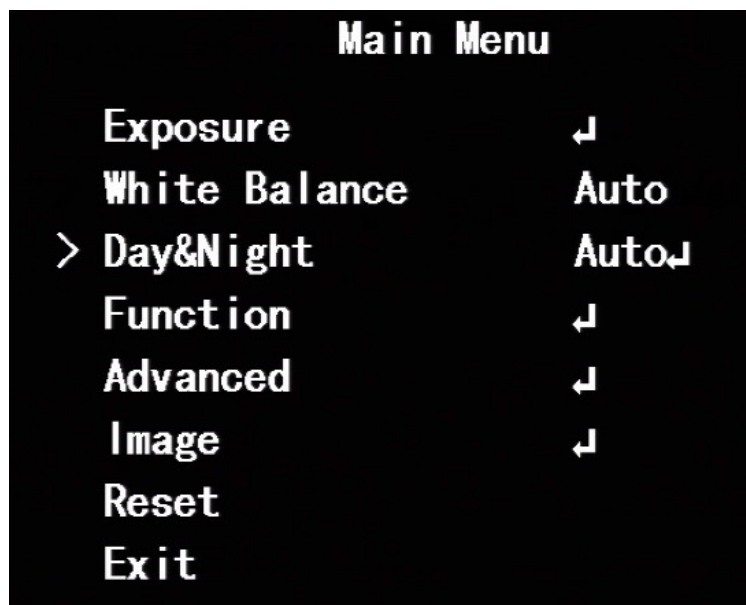 Main Menu
Exposure ↲
White Balance Auto
> Day&Night Auto↲
Function ↲
Advanced ↲
Image ↲
Reset
Exit